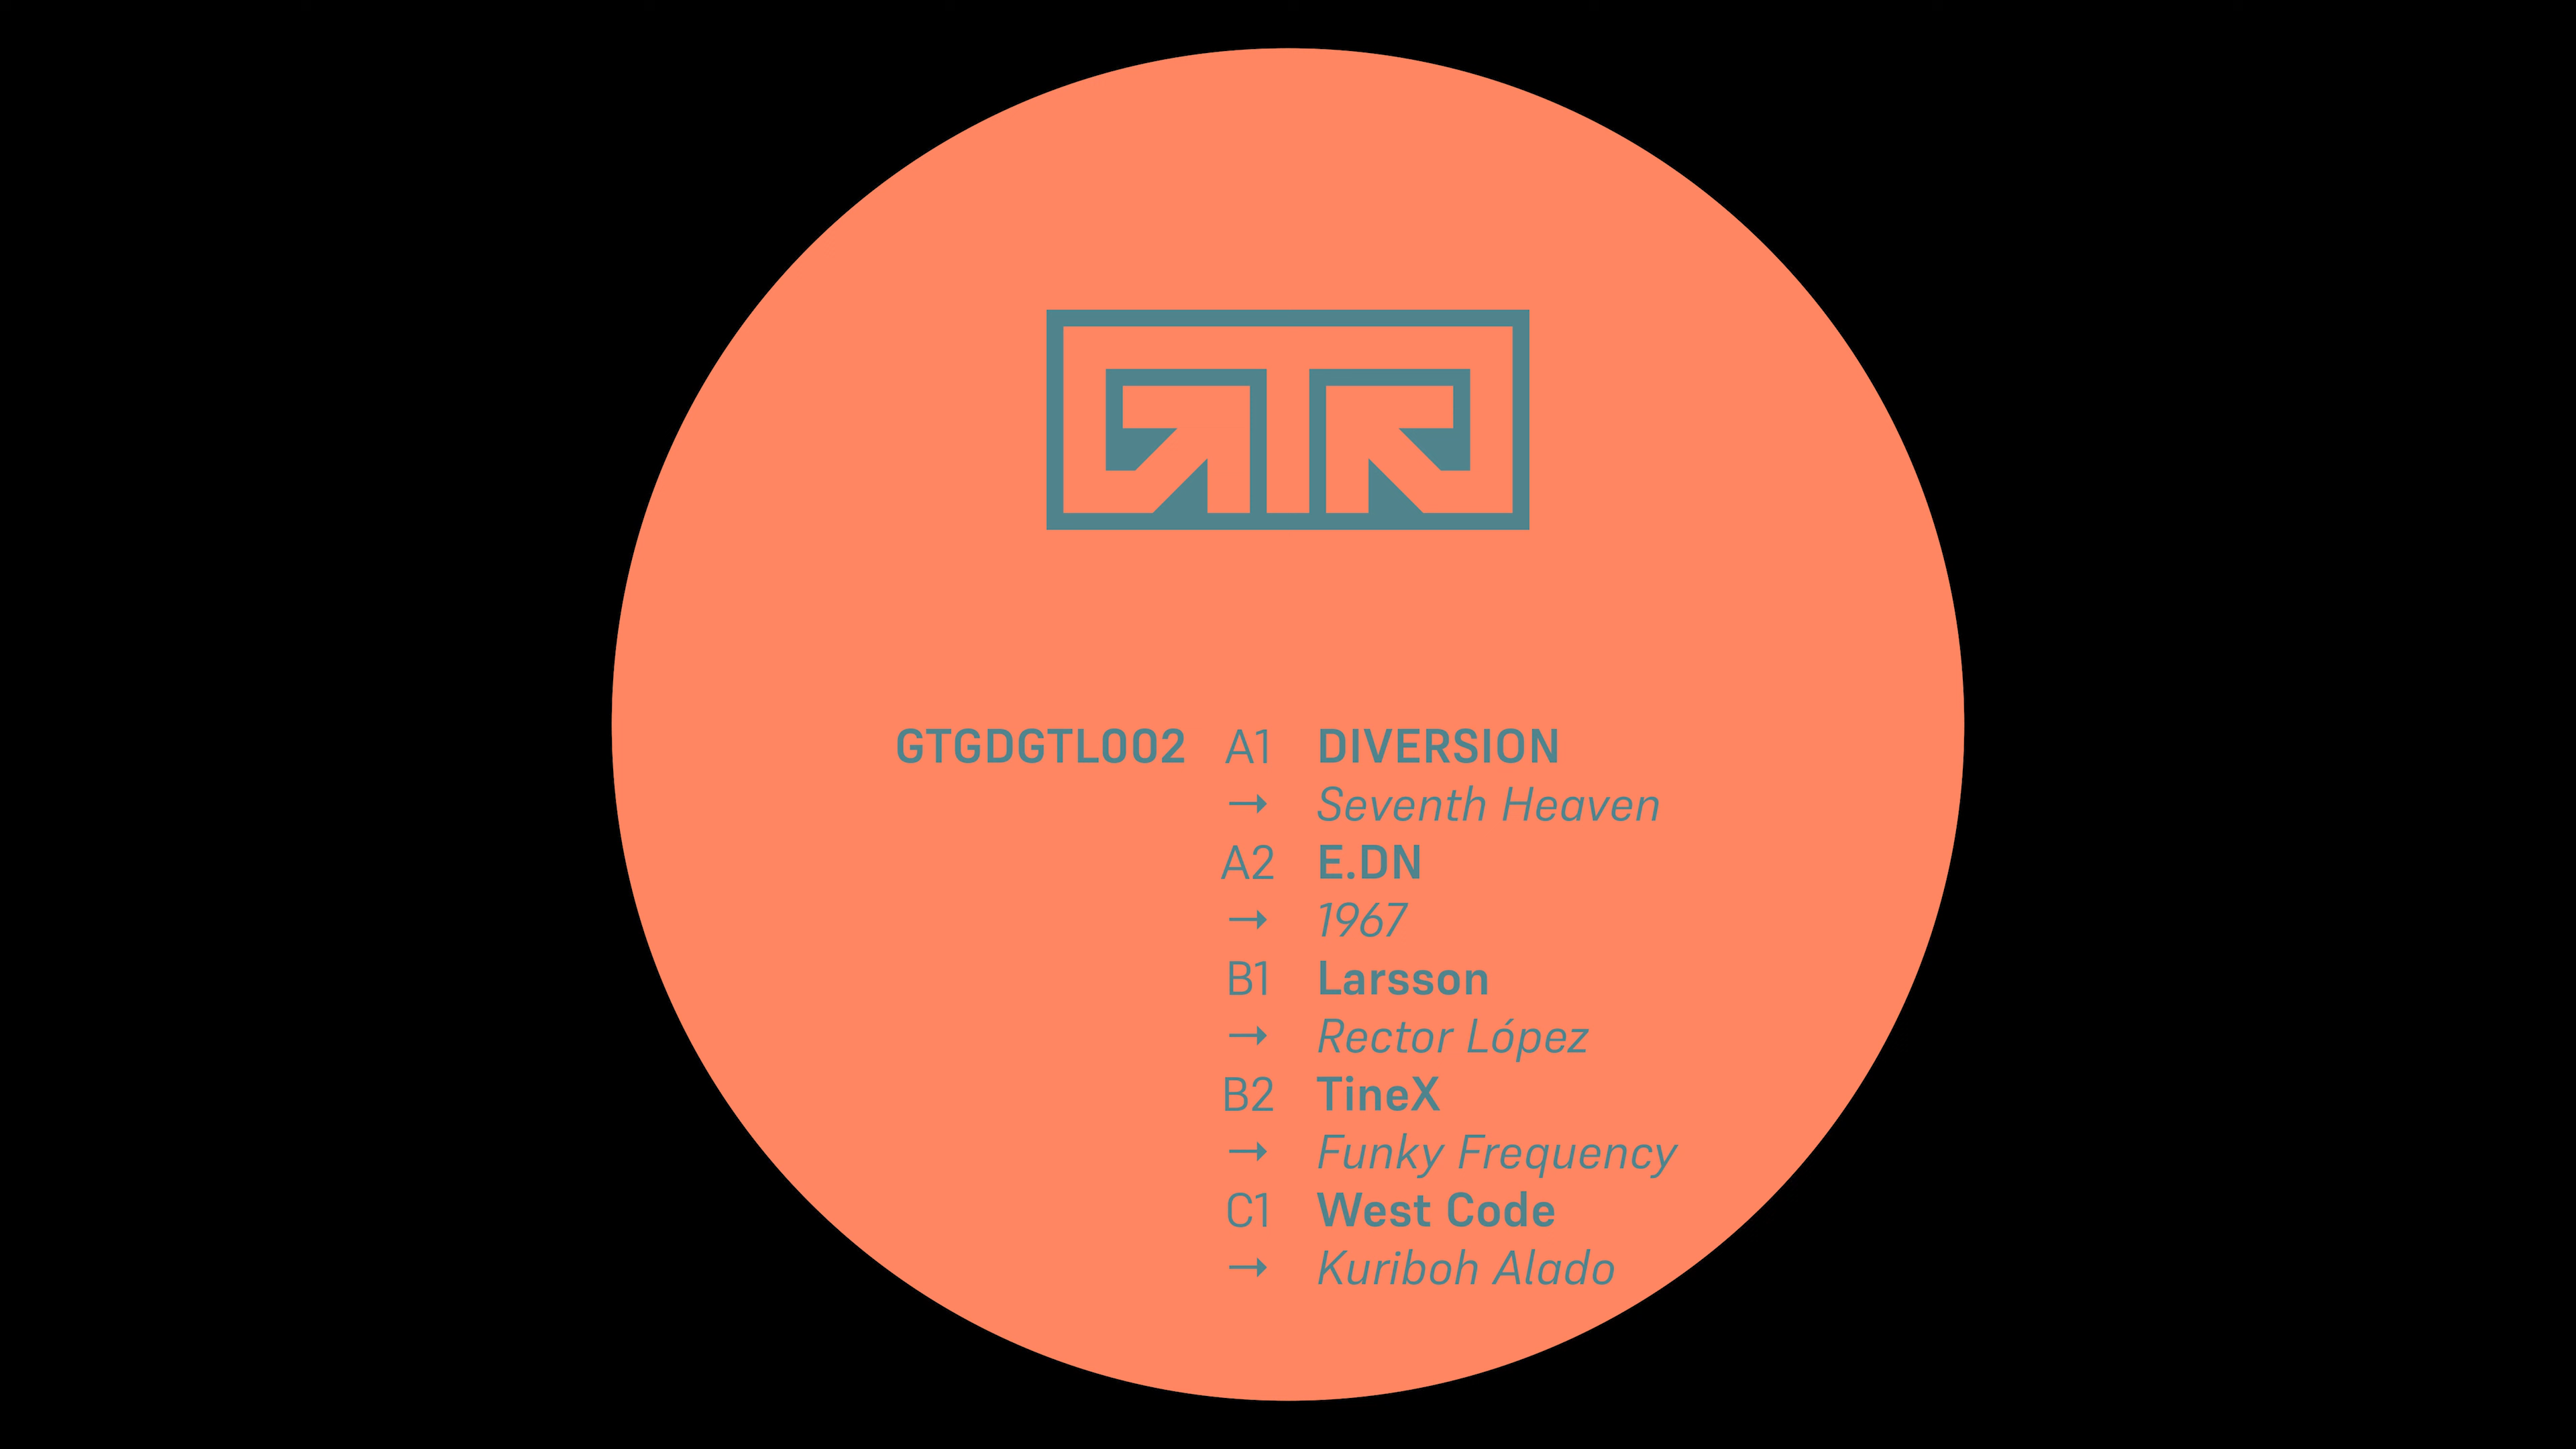 GTGDGTL002 A1 DIVERSION
→ Seventh Heaven
A2 E.DN
→ 1967
B1 Larsson
→ Rector López
B2 TineX
→ Funky Frequency
C1 West Code
→ Kuriboh Alado